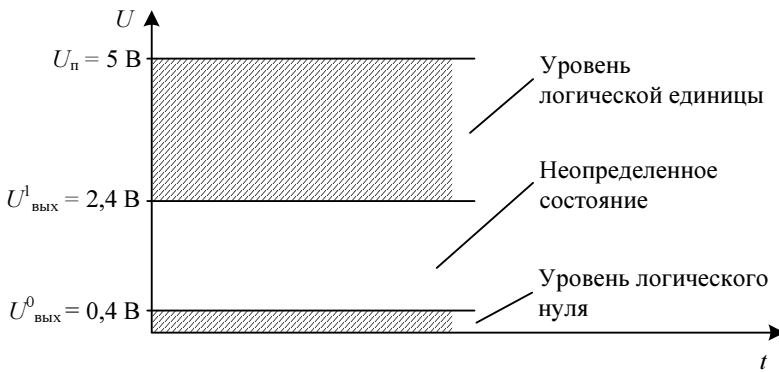 U
Uп = 5 В
Уровень
логической единицы
Неопределенное
состояние
U¹вых = 2,4 В
Уровень логического
нуля
U⁰вых = 0,4 В
t